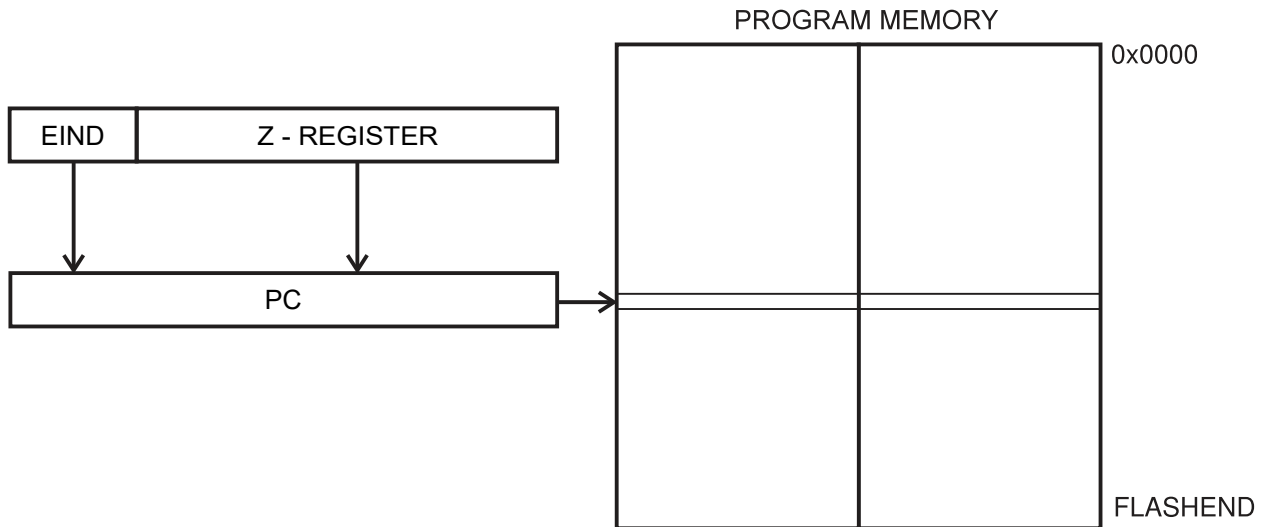 PROGRAM MEMORY
0x0000
EIND
Z - REGISTER
PC
FLASHEND